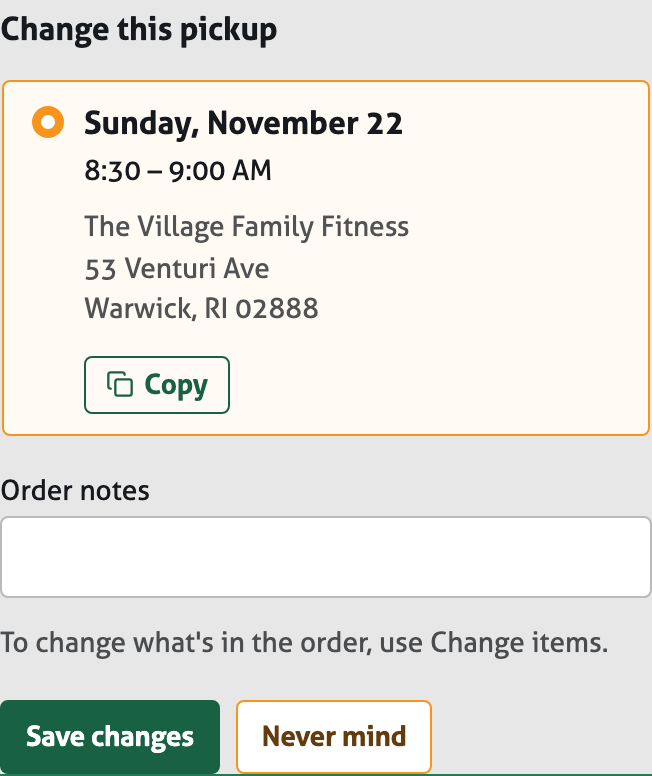 Change this pickup
Sunday, November 22
8:30 – 9:00 AM
The Village Family Fitness
53 Venturi Ave
Warwick, RI 02888
Copy
Order notes
To change what's in the order, use Change items.
Save changes
Never mind